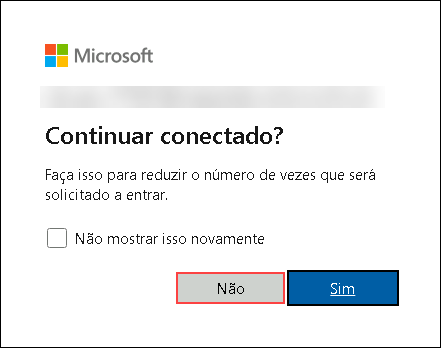 Microsoft
Continuar conectado?
Faça isso para reduzir o número de vezes que será
solicitado a entrar.
Não mostrar isso novamente
Não
Sim